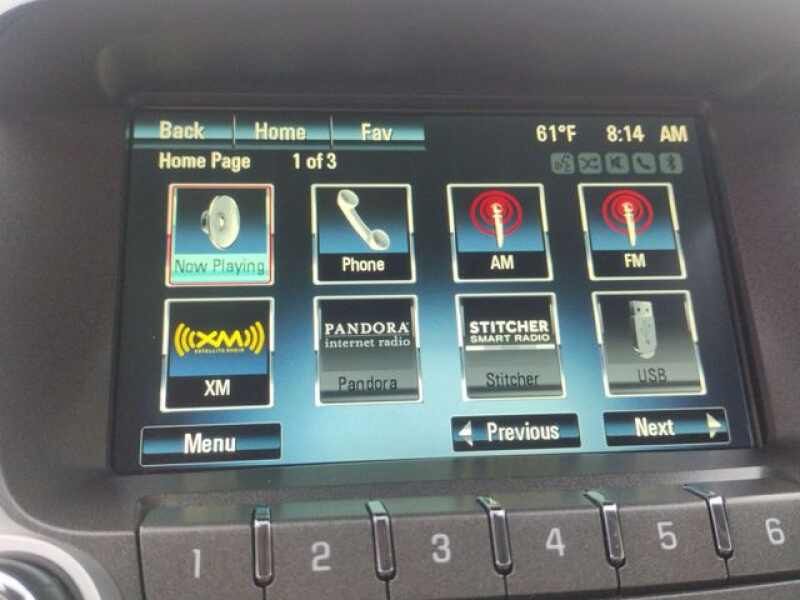 Back Home Fav 61°F 8:14 AM
Home Page 1 of 3
Now Playing Phone AM FM
XM
SATELLITE RADIO
XM
PANDORA
internet radio
Pandora
STITCHER
SMART RADIO
Stitcher
USB
Menu Previous Next
1 2 3 4 5 6